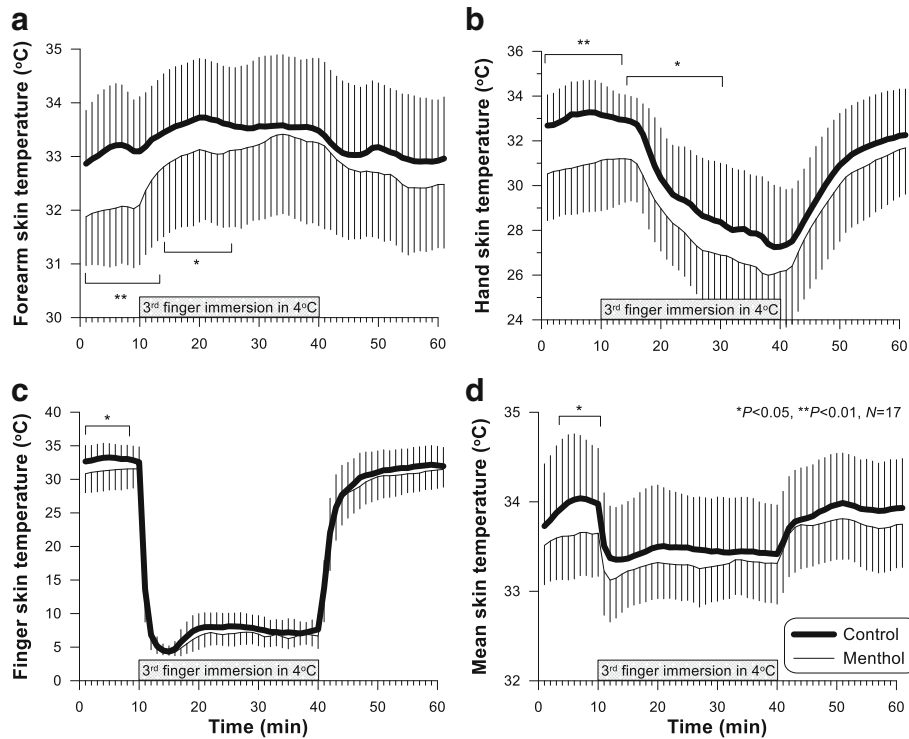 a
Forearm skin temperature (°C)
35
34
33
32
31
30
**
*
3rd finger immersion in 4°C
0 10 20 30 40 50 60
b
Hand skin temperature (°C)
36
34
32
30
28
26
24
**
*
3rd finger immersion in 4°C
0 10 20 30 40 50 60
c
Finger skin temperature (°C)
40
35
30
25
20
15
10
5
0
*
3rd finger immersion in 4°C
0 10 20 30 40 50 60
Time (min)
d
Mean skin temperature (°C)
35
34
33
32
*
*P<0.05, **P<0.01, N=17
Control
Menthol
3rd finger immersion in 4°C
0 10 20 30 40 50 60
Time (min)